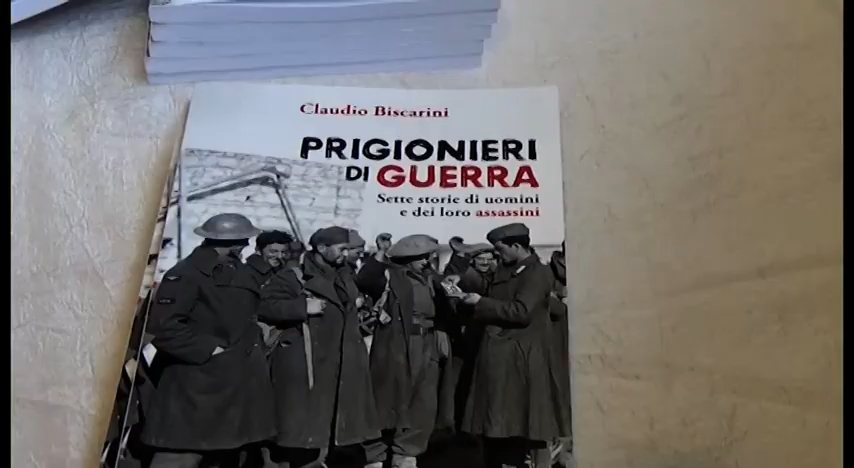 Claudio Biscarini
PRIGIONIERI
DI GUERRA
Sette storie di uomini
e dei loro assassini